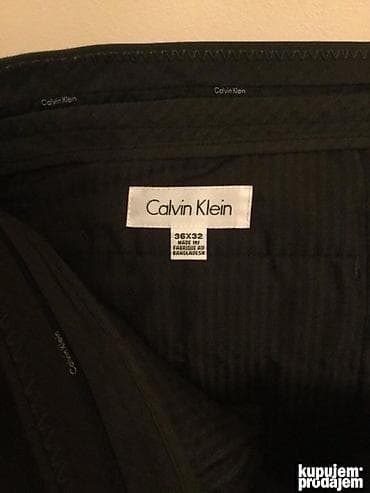 Calvin Klein
Calvin Klein
Calvin Klein
36X32
MADE IN/
FABRIQUE AU
BANGLADESH
Calvin Klein
kupujem
prodajem